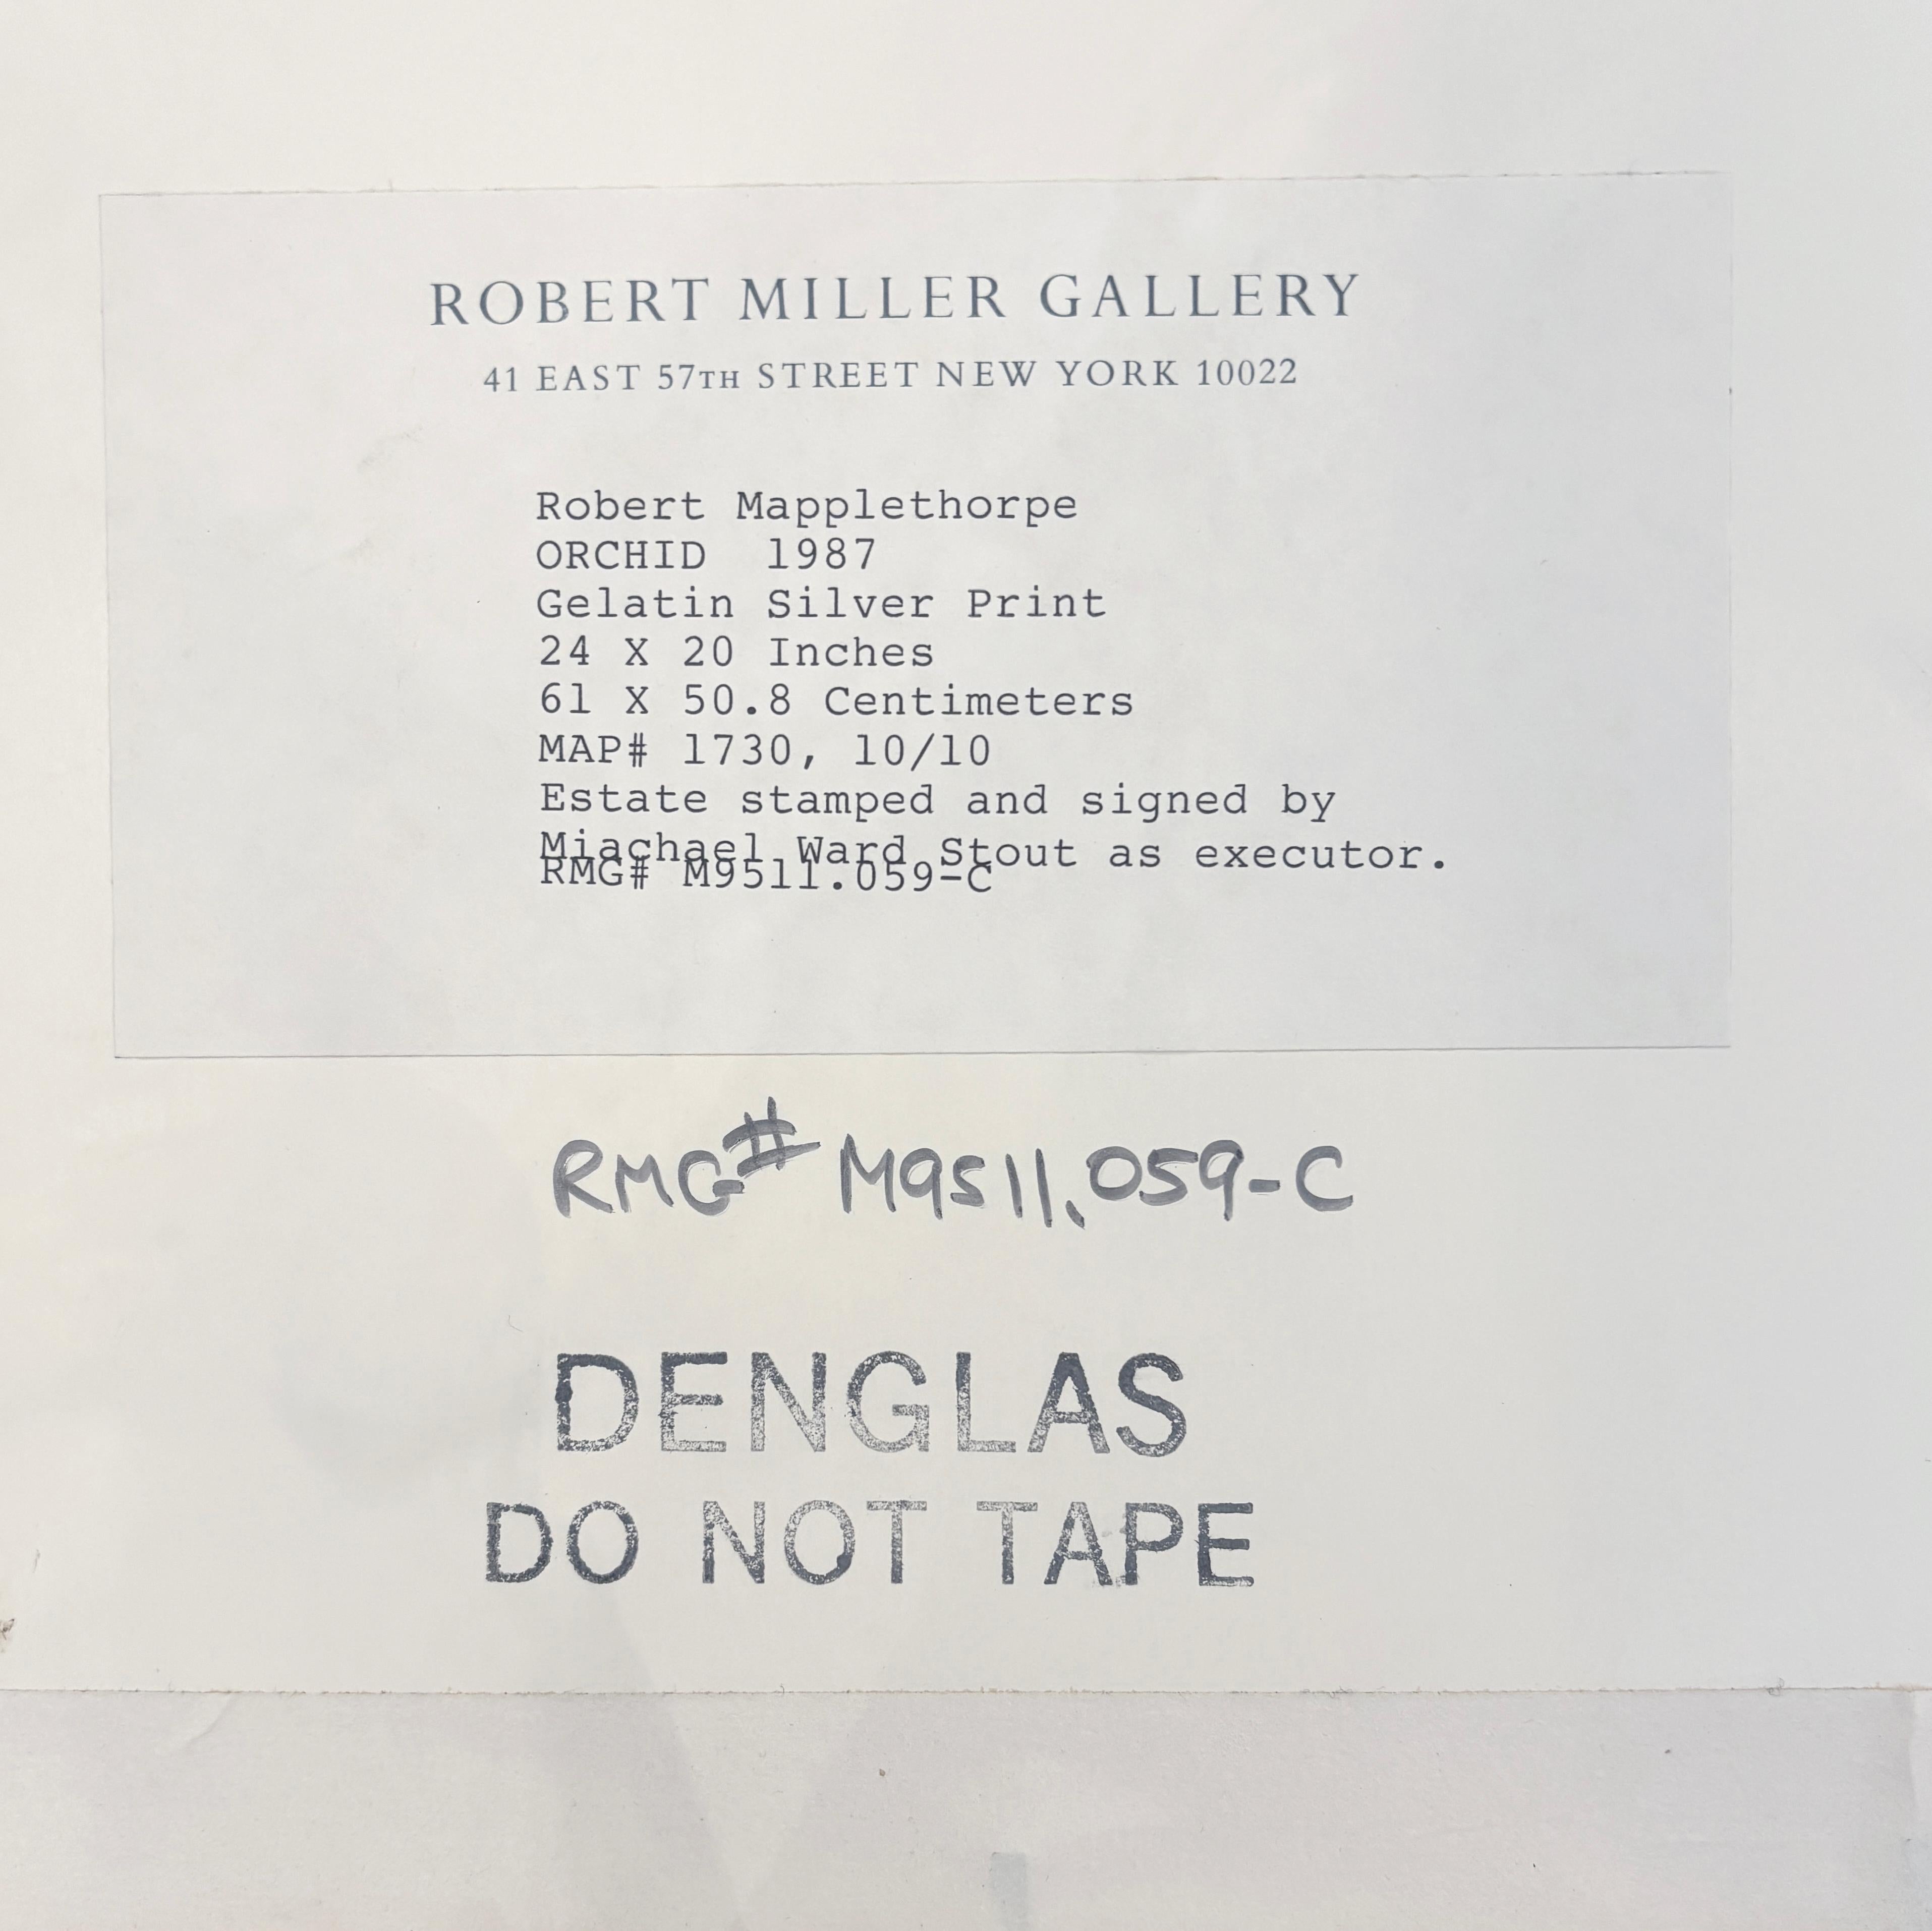 ROBERT MILLER GALLERY
41 EAST 57TH STREET NEW YORK 10022
Robert Mapplethorpe
ORCHID  1987
Gelatin Silver Print
24 X 20 Inches
61 X 50.8 Centimeters
MAP# 1730, 10/10
Estate stamped and signed by
Miachael Ward Stout as executor.
RMG# M9511.059-C
RMG# M9511.059-C
DENGLAS
DO NOT TAPE